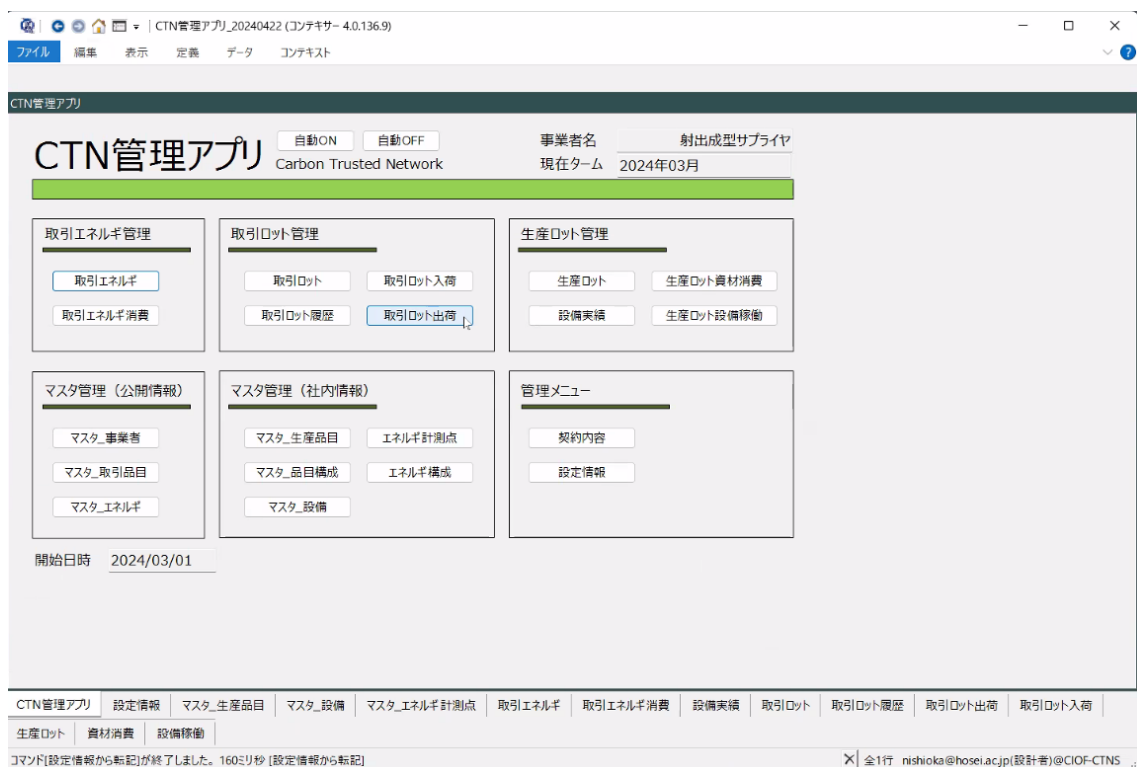 CTN管理アプリ_20240422 (コンテキサー 4.0.136.9)
ファイル 編集 表示 定義 データ コンテキスト
CTN管理アプリ
CTN管理アプリ 自動ON 自動OFF 事業者名 射出成型サプライヤ
Carbon Trusted Network 現在ターム 2024年03月
取引エネルギ管理 取引ロット管理 生産ロット管理
取引エネルギ 取引ロット 取引ロット入荷 生産ロット 生産ロット資材消費
取引エネルギ消費 取引ロット履歴 取引ロット出荷 設備実績 生産ロット設備稼働
マスタ管理（公開情報） マスタ管理（社内情報） 管理メニュー
マスタ_事業者 マスタ_生産品目 エネルギ計測点 契約内容
マスタ_取引品目 マスタ_品目構成 エネルギ構成 設定情報
マスタ_エネルギ マスタ_設備
開始日時 2024/03/01
CTN管理アプリ 設定情報 マスタ_生産品目 マスタ_設備 マスタ_エネルギ計測点 取引エネルギ 取引エネルギ消費 設備実績 取引ロット 取引ロット履歴 取引ロット出荷 取引ロット入荷
生産ロット 資材消費 設備稼働
コマンド[設定情報から転記]が終了しました。160ミリ秒 [設定情報から転記] 全1行 nishioka@hosei.ac.jp(設計者)@CIOF-CTNS